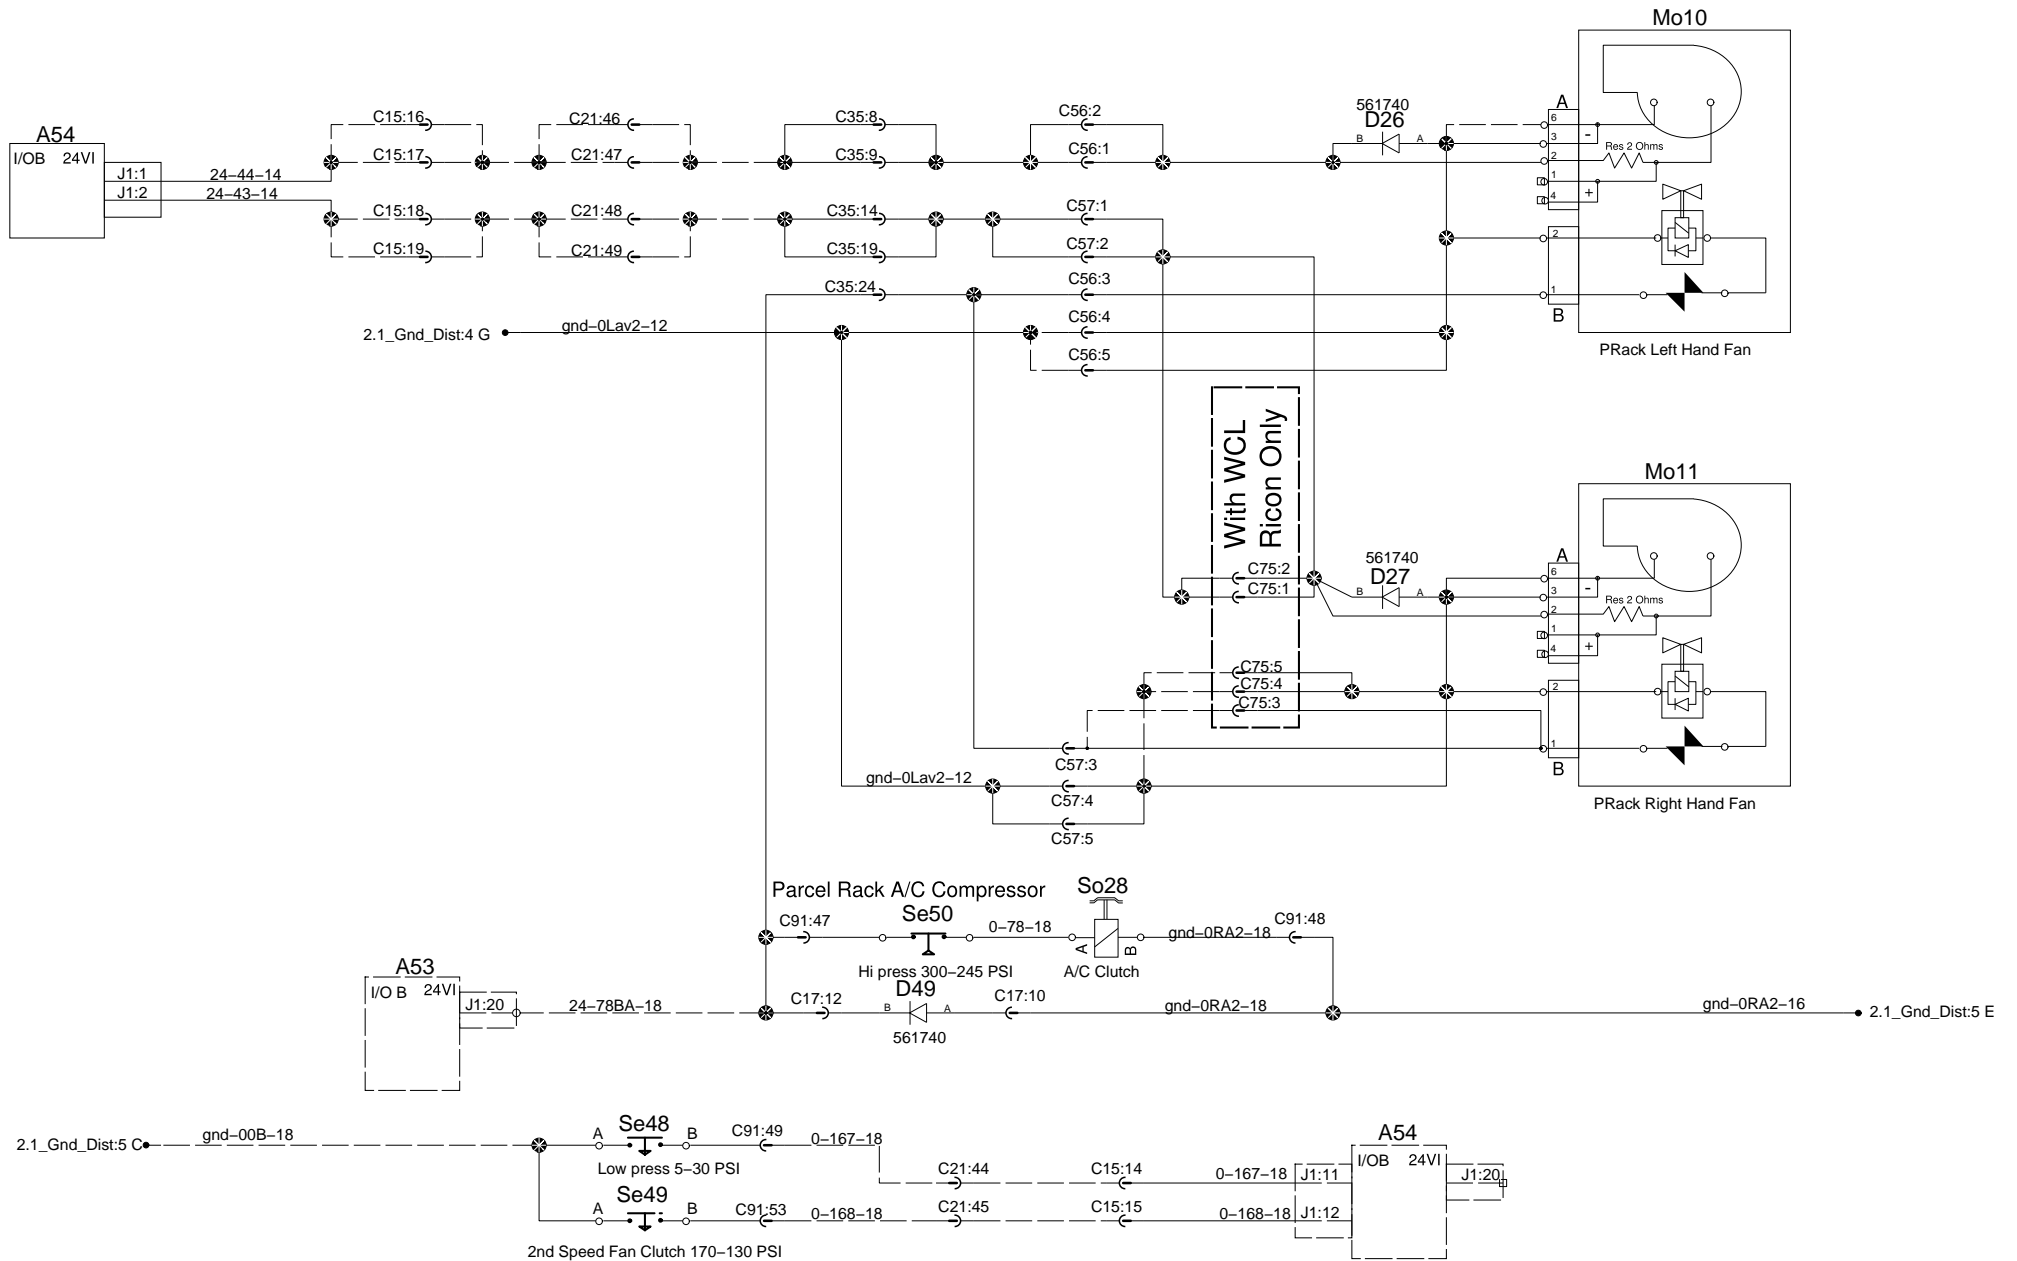 Mo10
A54
I/OB 24VI
J1:1
J1:2
24–44–14
24–43–14
C15:16
C15:17
C15:18
C15:19
C21:46
C21:47
C21:48
C21:49
C35:8
C35:9
C35:14
C35:19
C35:24
C56:2
C56:1
C57:1
C57:2
C56:3
C56:4
C56:5
561740
D26
B A
A
6
3
2
1
4
-
+
Res 2 Ohms
2
1
B
PRack Left Hand Fan
2.1_Gnd_Dist:4 G
gnd–0Lav2–12
With WCL
Ricon Only
C75:2
C75:1
C75:5
C75:4
C75:3
561740
D27
B A
Mo11
A
6
3
2
1
4
-
+
Res 2 Ohms
2
1
B
PRack Right Hand Fan
C57:3
gnd–0Lav2–12
C57:4
C57:5
Parcel Rack A/C Compressor
So28
C91:47
Se50
0–78–18
A
B
gnd–0RA2–18
C91:48
Hi press 300–245 PSI
A/C Clutch
A53
I/O B 24VI
J1:20
24–78BA–18
C17:12
D49
B A
561740
C17:10
gnd–0RA2–18
gnd–0RA2–16
2.1_Gnd_Dist:5 E
2.1_Gnd_Dist:5 C
gnd–00B–18
A
Se48
B
C91:49
0–167–18
Low press 5–30 PSI
A
Se49
B
C91:53
0–168–18
2nd Speed Fan Clutch 170–130 PSI
C21:44
C21:45
C15:14
C15:15
0–167–18
0–168–18
A54
I/OB 24VI
J1:11
J1:12
J1:20